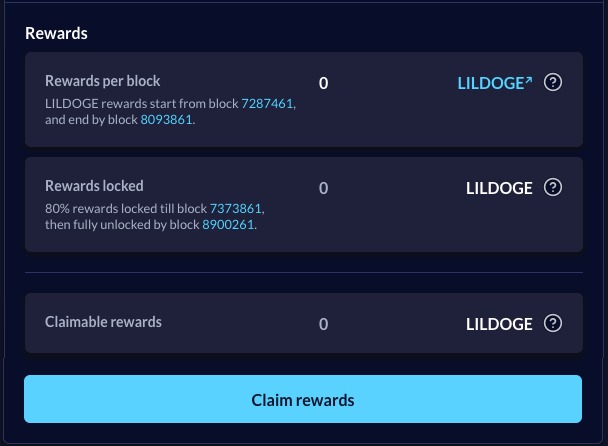 Rewards
Rewards per block
0
LILDOGE↗ ?
LILDOGE rewards start from block 7287461,
and end by block 8093861.
Rewards locked
0
LILDOGE ?
80% rewards locked till block 7373861,
then fully unlocked by block 8900261.
Claimable rewards
0
LILDOGE ?
Claim rewards